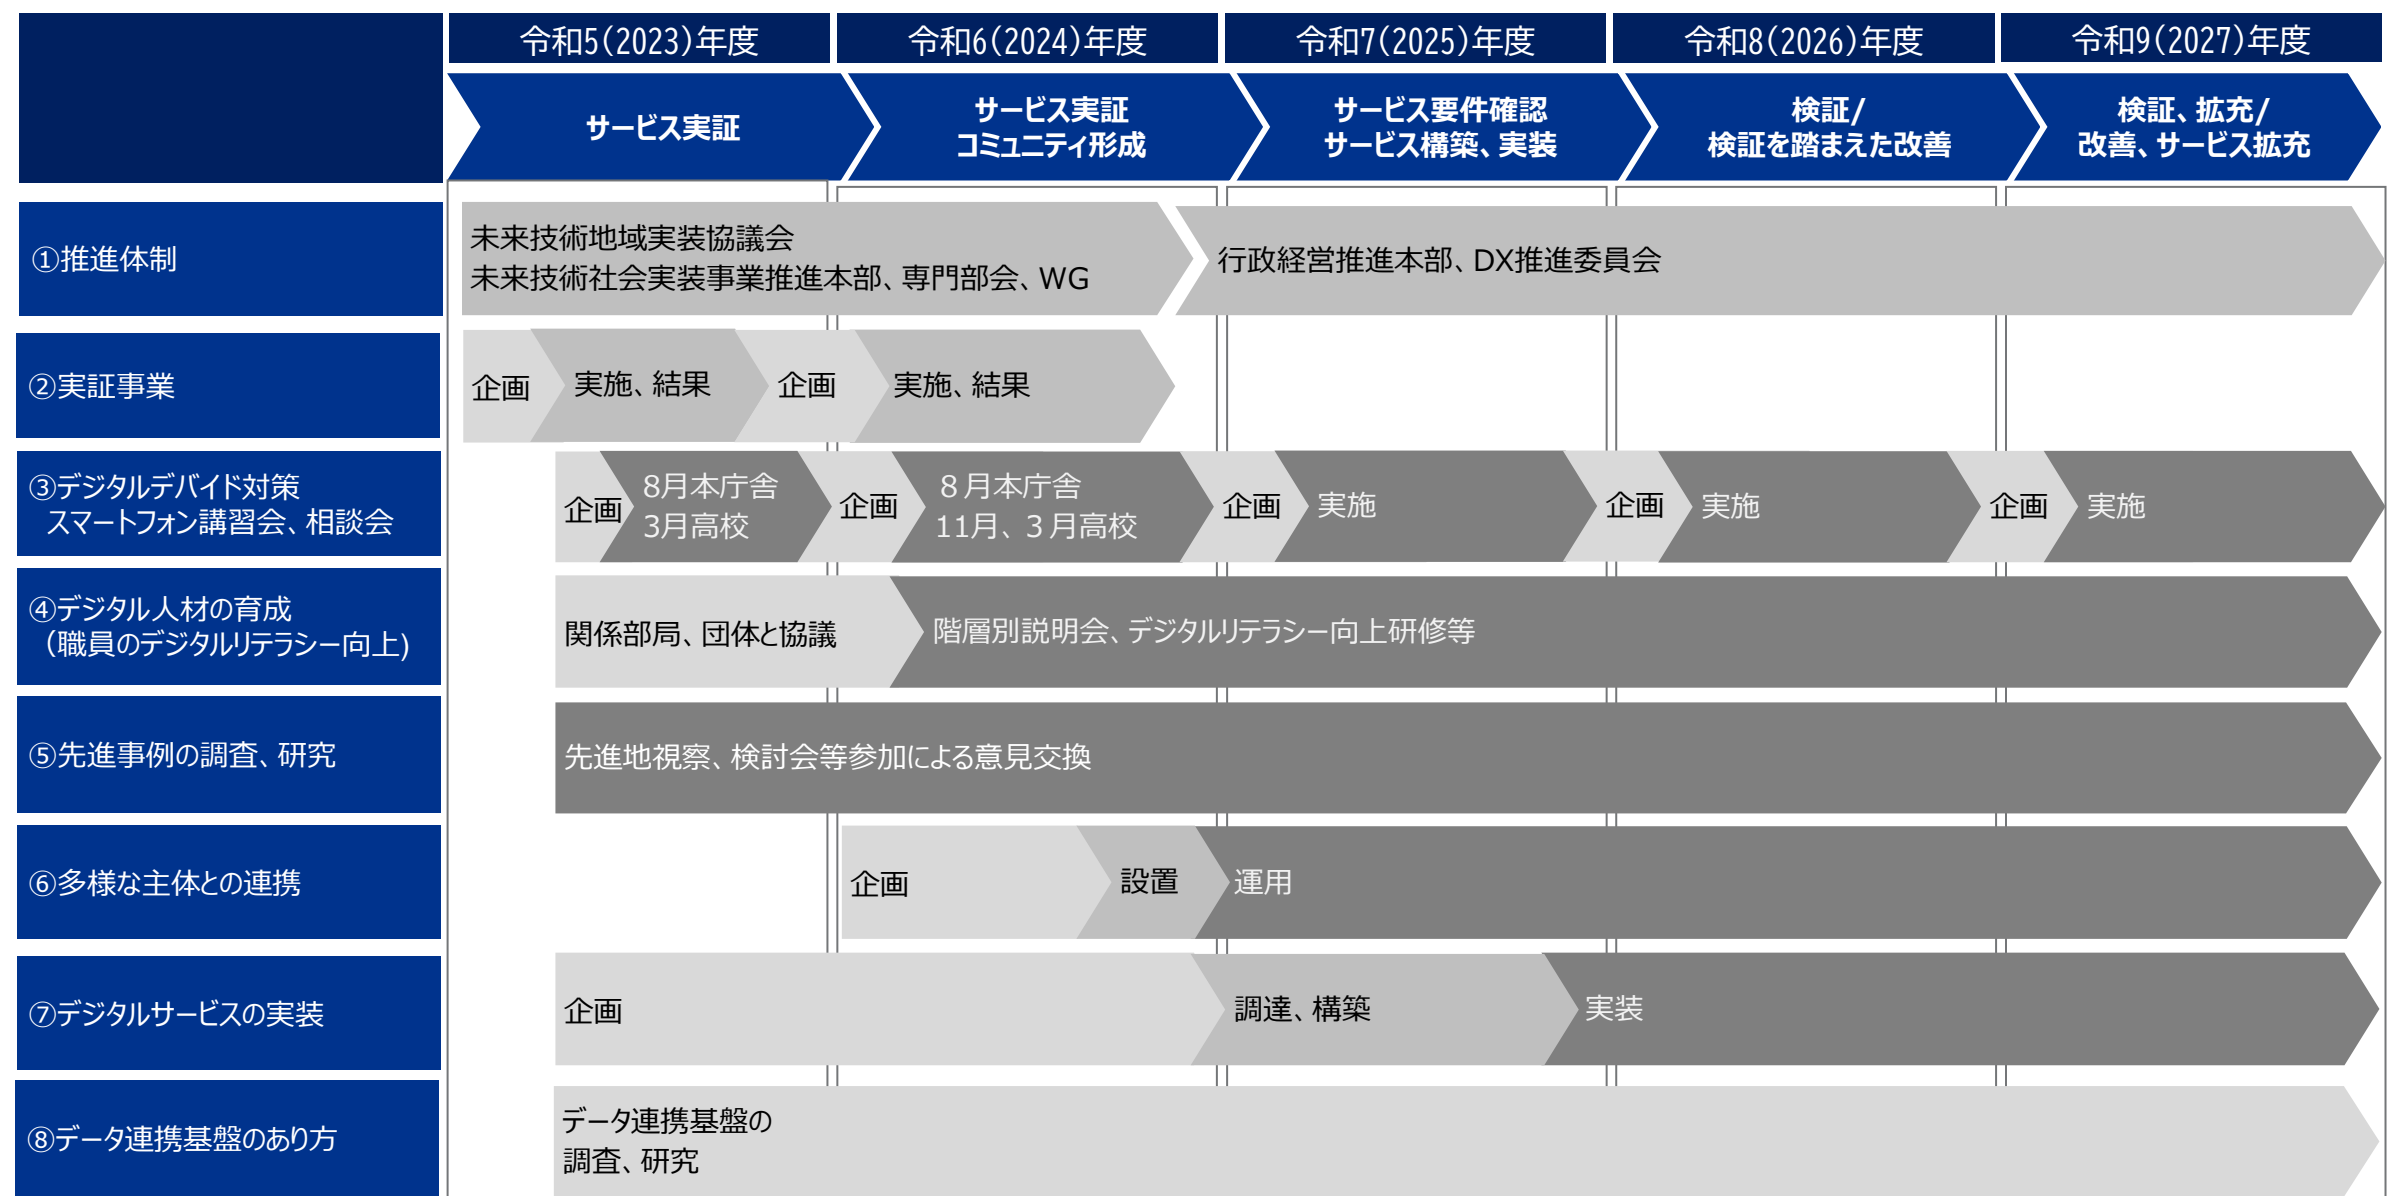 令和5(2023)年度
令和6(2024)年度
令和7(2025)年度
令和8(2026)年度
令和9(2027)年度
サービス実証
サービス実証
コミュニティ形成
サービス要件確認
サービス構築、実装
検証/
検証を踏まえた改善
検証、拡充/
改善、サービス拡充
①推進体制
未来技術地域実装協議会
未来技術社会実装事業推進本部、専門部会、WG
行政経営推進本部、DX推進委員会
②実証事業
企画
実施、結果
企画
実施、結果
③デジタルデバイド対策
スマートフォン講習会、相談会
企画
8月本庁舎
3月高校
企画
８月本庁舎
11月、３月高校
企画
実施
企画
実施
企画
実施
④デジタル人材の育成
（職員のデジタルリテラシー向上)
関係部局、団体と協議
階層別説明会、デジタルリテラシー向上研修等
⑤先進事例の調査、研究
先進地視察、検討会等参加による意見交換
⑥多様な主体との連携
企画
設置
運用
⑦デジタルサービスの実装
企画
調達、構築
実装
⑧データ連携基盤のあり方
データ連携基盤の
調査、研究